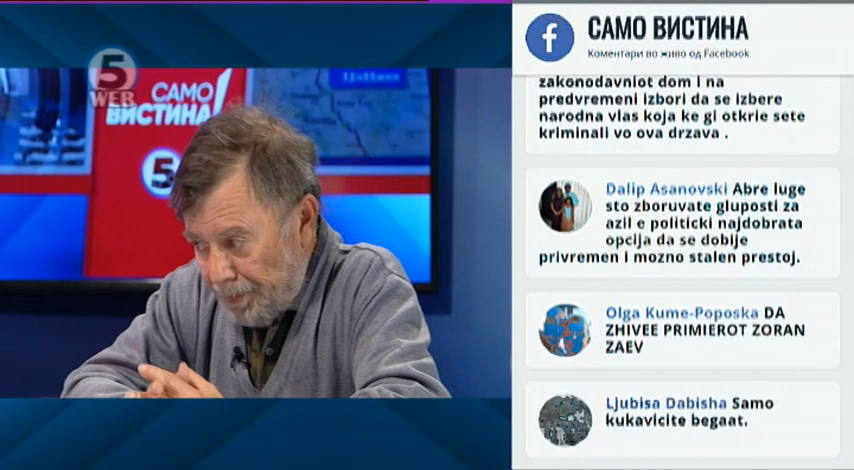 5
WEB
САМО
ВИСТИНА!
5
САМО ВИСТИНА
Коментари во живо од Facebook
zakonodavniot dom i na
predvremeni izbori da se izbere
narodna vlas koja ke gi otkrie sete
kriminali vo ova drzava .
Dalip Asanovski Abre luge
sto zboruvate gluposti za
azil e politicki najdobrata
opcija da se dobije
privremen i mozno stalen prestoj.
Olga Kume-Poposka DA
ZHIVEE PRIMIEROT ZORAN
ZAEV
Ljubisa Dabisha Samo
kukavicite begaat.